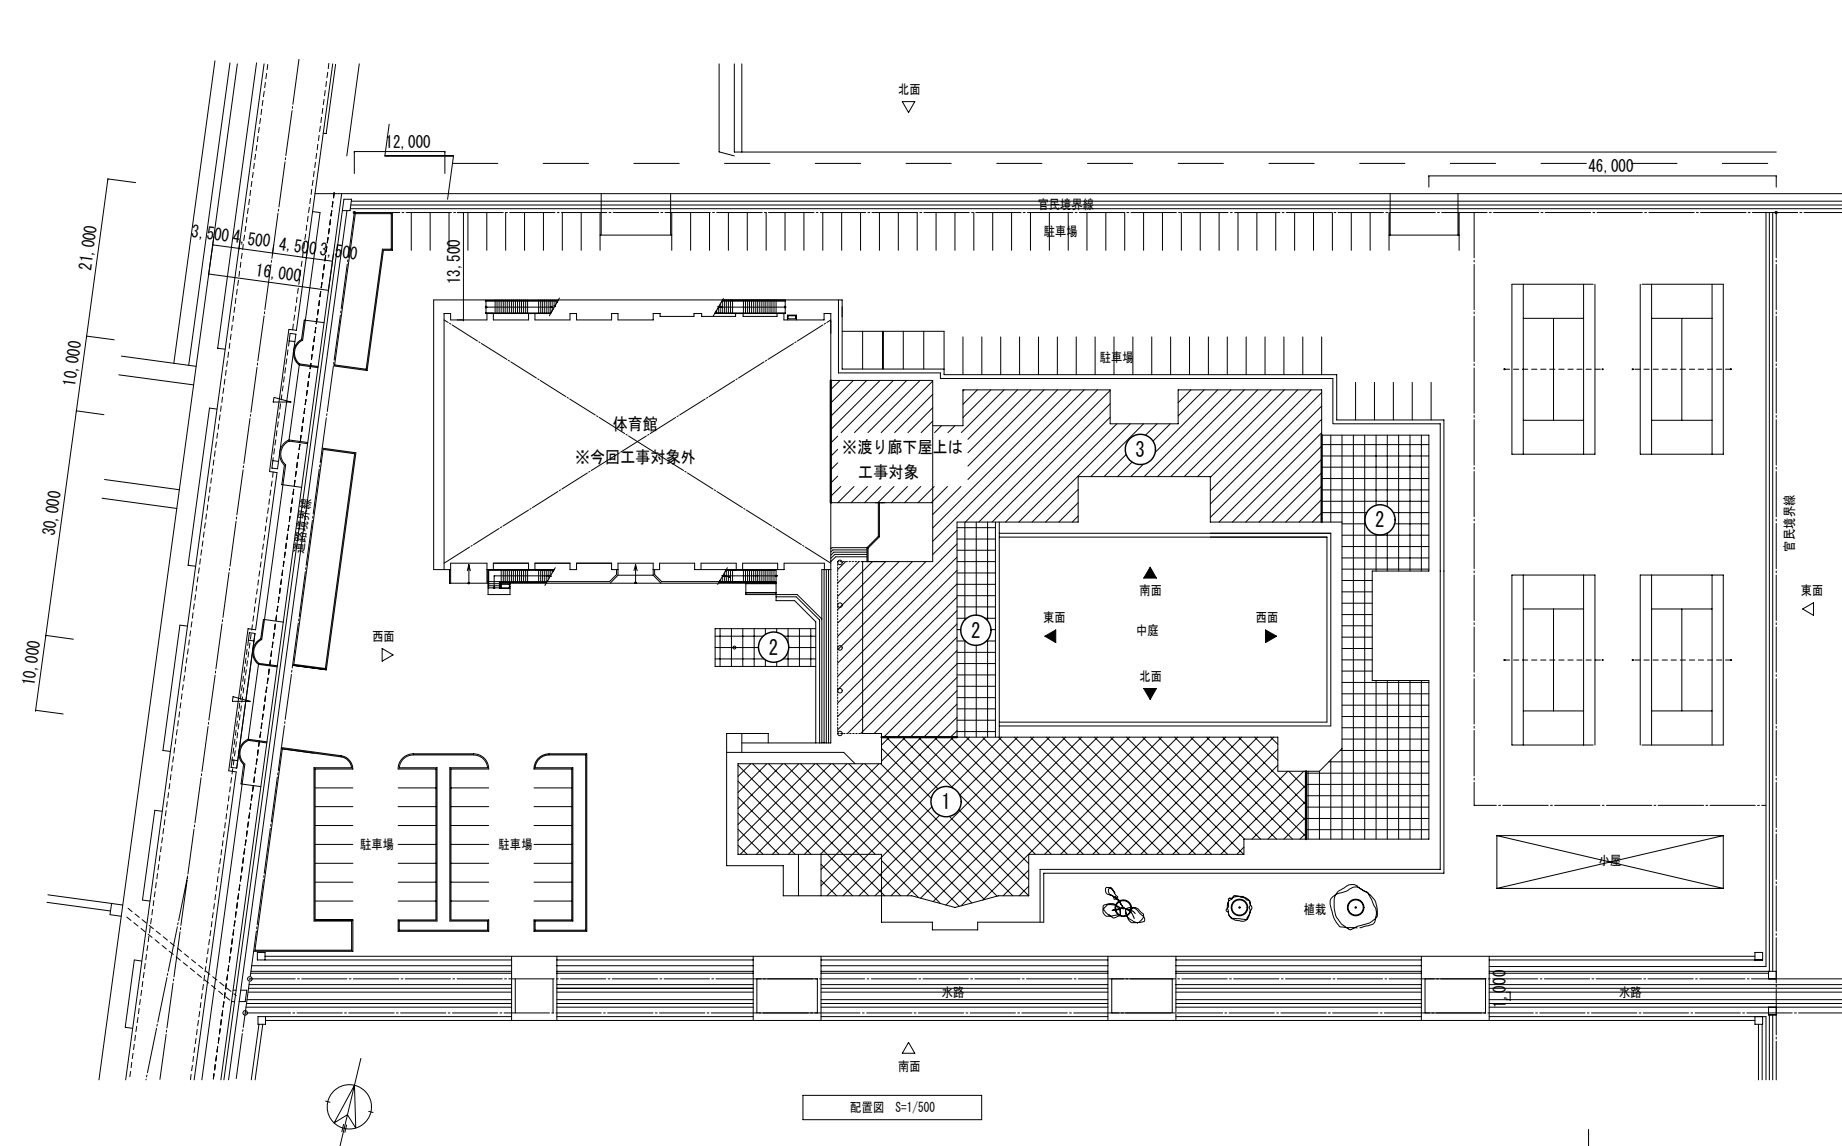 北面
12,000
46,000
官民境界線
駐車場
21,000
3,500
4,500
4,500
3,500
16,000
13,500
10,000
駐車場
体育館
※今回工事対象外
※渡り廊下屋上は
工事対象
3
2
30,000
道路境界線
官民境界線
南面
東面
西面
東面
中庭
2
2
西面
北面
10,000
1
駐車場
駐車場
小屋
植栽
水路
1,000
水路
南面
配置図 S=1/500
N